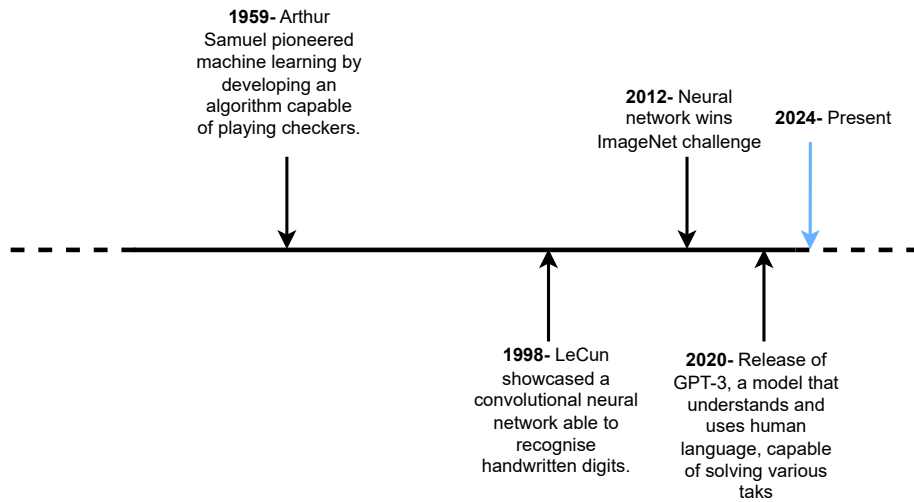 1959- Arthur
Samuel pioneered
machine learning by
developing an
algorithm capable
of playing checkers.
2012- Neural
network wins
ImageNet challenge
2024- Present
1998- LeCun
showcased a
convolutional neural
network able to
recognise
handwritten digits.
2020- Release of
GPT-3, a model that
understands and
uses human
language, capable
of solving various
taks